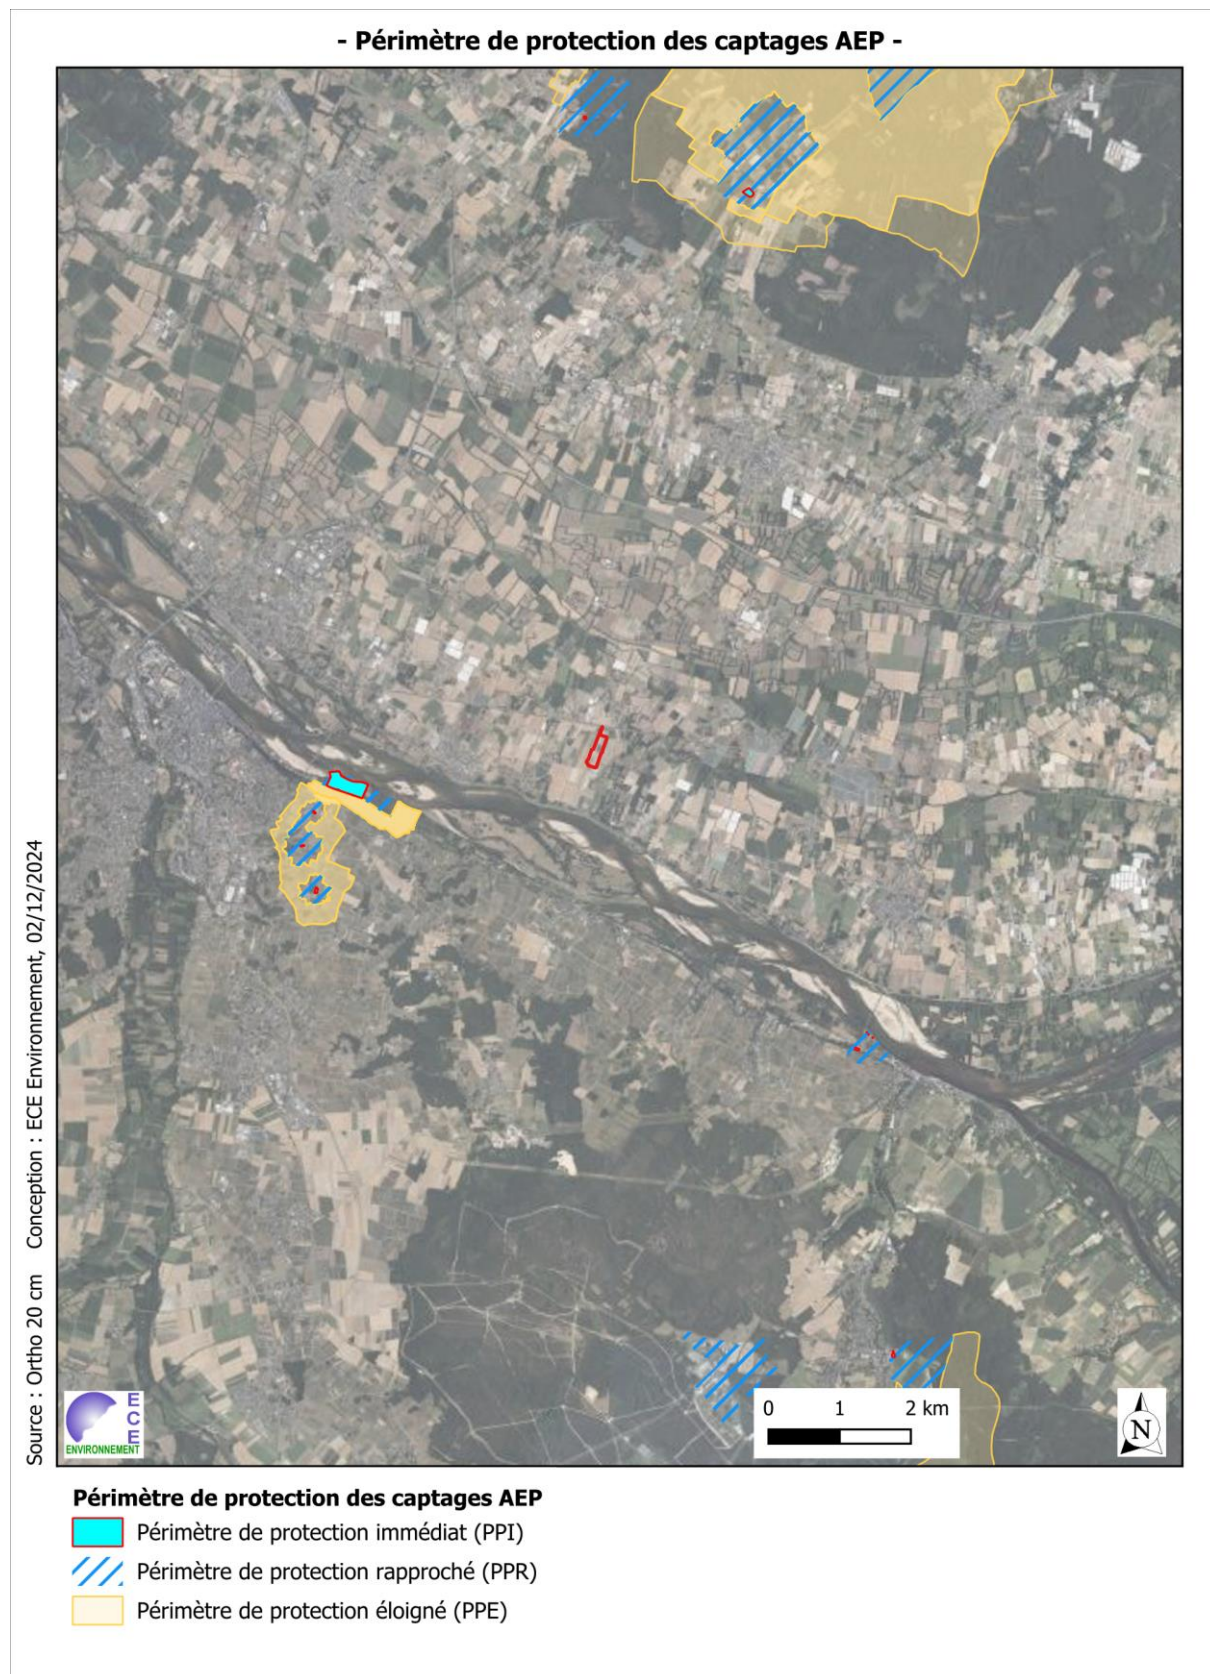 - Périmètre de protection des captages AEP -
Source : Ortho 20 cm Conception : ECE Environnement, 02/12/2024
E
C
E
ENVIRONNEMENT
0 1 2 km
N
Périmètre de protection des captages AEP
Périmètre de protection immédiat (PPI)
Périmètre de protection rapproché (PPR)
Périmètre de protection éloigné (PPE)